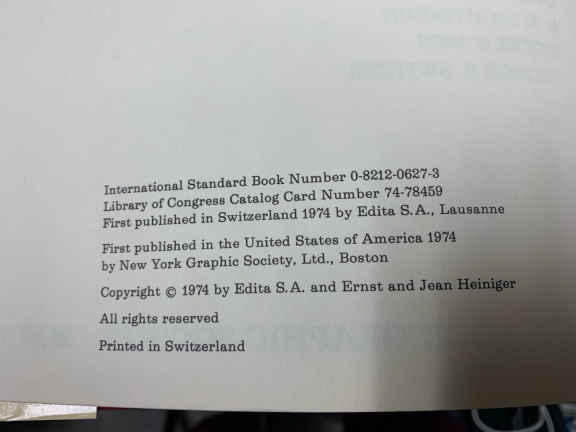 International Standard Book Number 0-8212-0627-3
Library of Congress Catalog Card Number 74-78459
First published in Switzerland 1974 by Edita S.A., Lausanne
First published in the United States of America 1974
by New York Graphic Society, Ltd., Boston
Copyright © 1974 by Edita S.A. and Ernst and Jean Heiniger
All rights reserved
Printed in Switzerland